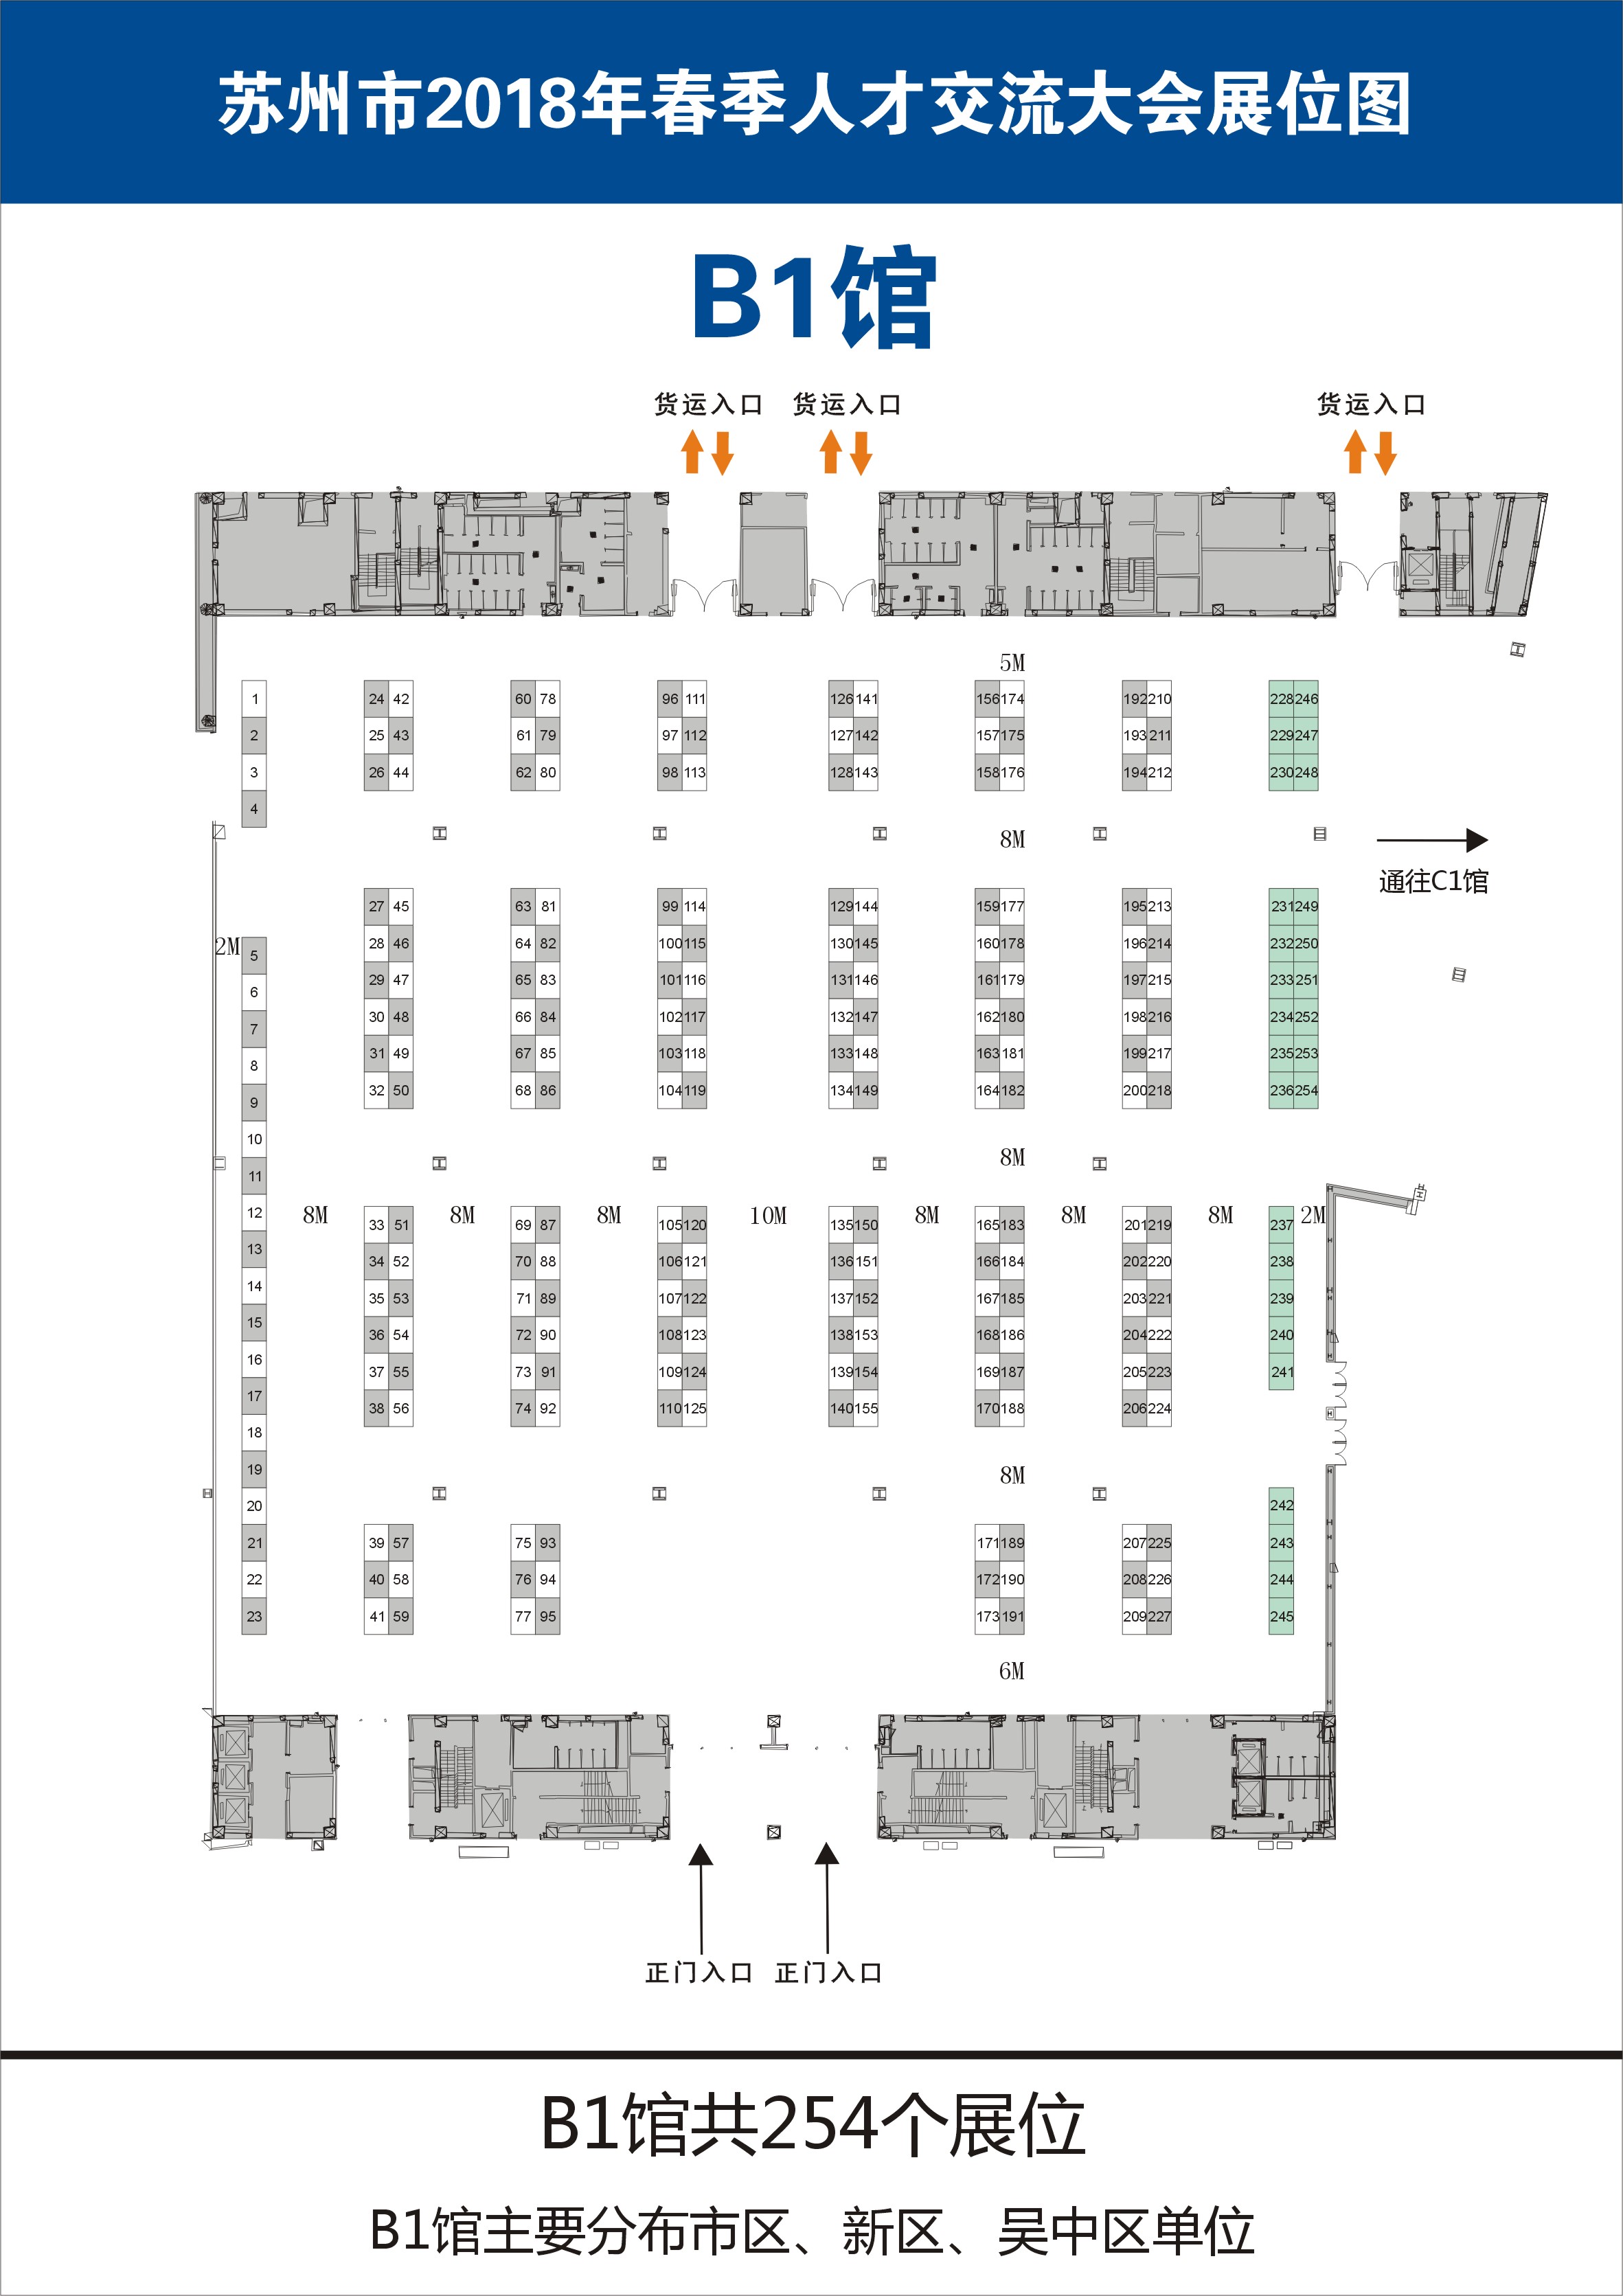 苏州市2018年春季人才交流大会展位图
B1馆
货运入口 货运入口 货运入口
5M
1 24 42 60 78 96 111 126 141 156 174 192 210 228 246
2 25 43 61 79 97 112 127 142 157 175 193 211 229 247
3 26 44 62 80 98 113 128 143 158 176 194 212 230 248
4
8M
通往C1馆
27 45 63 81 99 114 129 144 159 177 195 213 231 249
2M 5 28 46 64 82 100 115 130 145 160 178 196 214 232 250
6 29 47 65 83 101 116 131 146 161 179 197 215 233 251
7 30 48 66 84 102 117 132 147 162 180 198 216 234 252
8 31 49 67 85 103 118 133 148 163 181 199 217 235 253
9 32 50 68 86 104 119 134 149 164 182 200 218 236 254
10
8M
11
12 8M 33 51 8M 69 87 8M 105 120 10M 135 150 8M 165 183 8M 201 219 8M 237 2M
13 34 52 70 88 106 121 136 151 166 184 202 220 238
14 35 53 71 89 107 122 137 152 167 185 203 221 239
15 36 54 72 90 108 123 138 153 168 186 204 222 240
16 37 55 73 91 109 124 139 154 169 187 205 223 241
17 38 56 74 92 110 125 140 155 170 188 206 224
18
19 8M
20 242
21 39 57 75 93 171 189 207 225 243
22 40 58 76 94 172 190 208 226 244
23 41 59 77 95 173 191 209 227 245
6M
正门入口 正门入口
B1馆共254个展位
B1馆主要分布市区、新区、吴中区单位